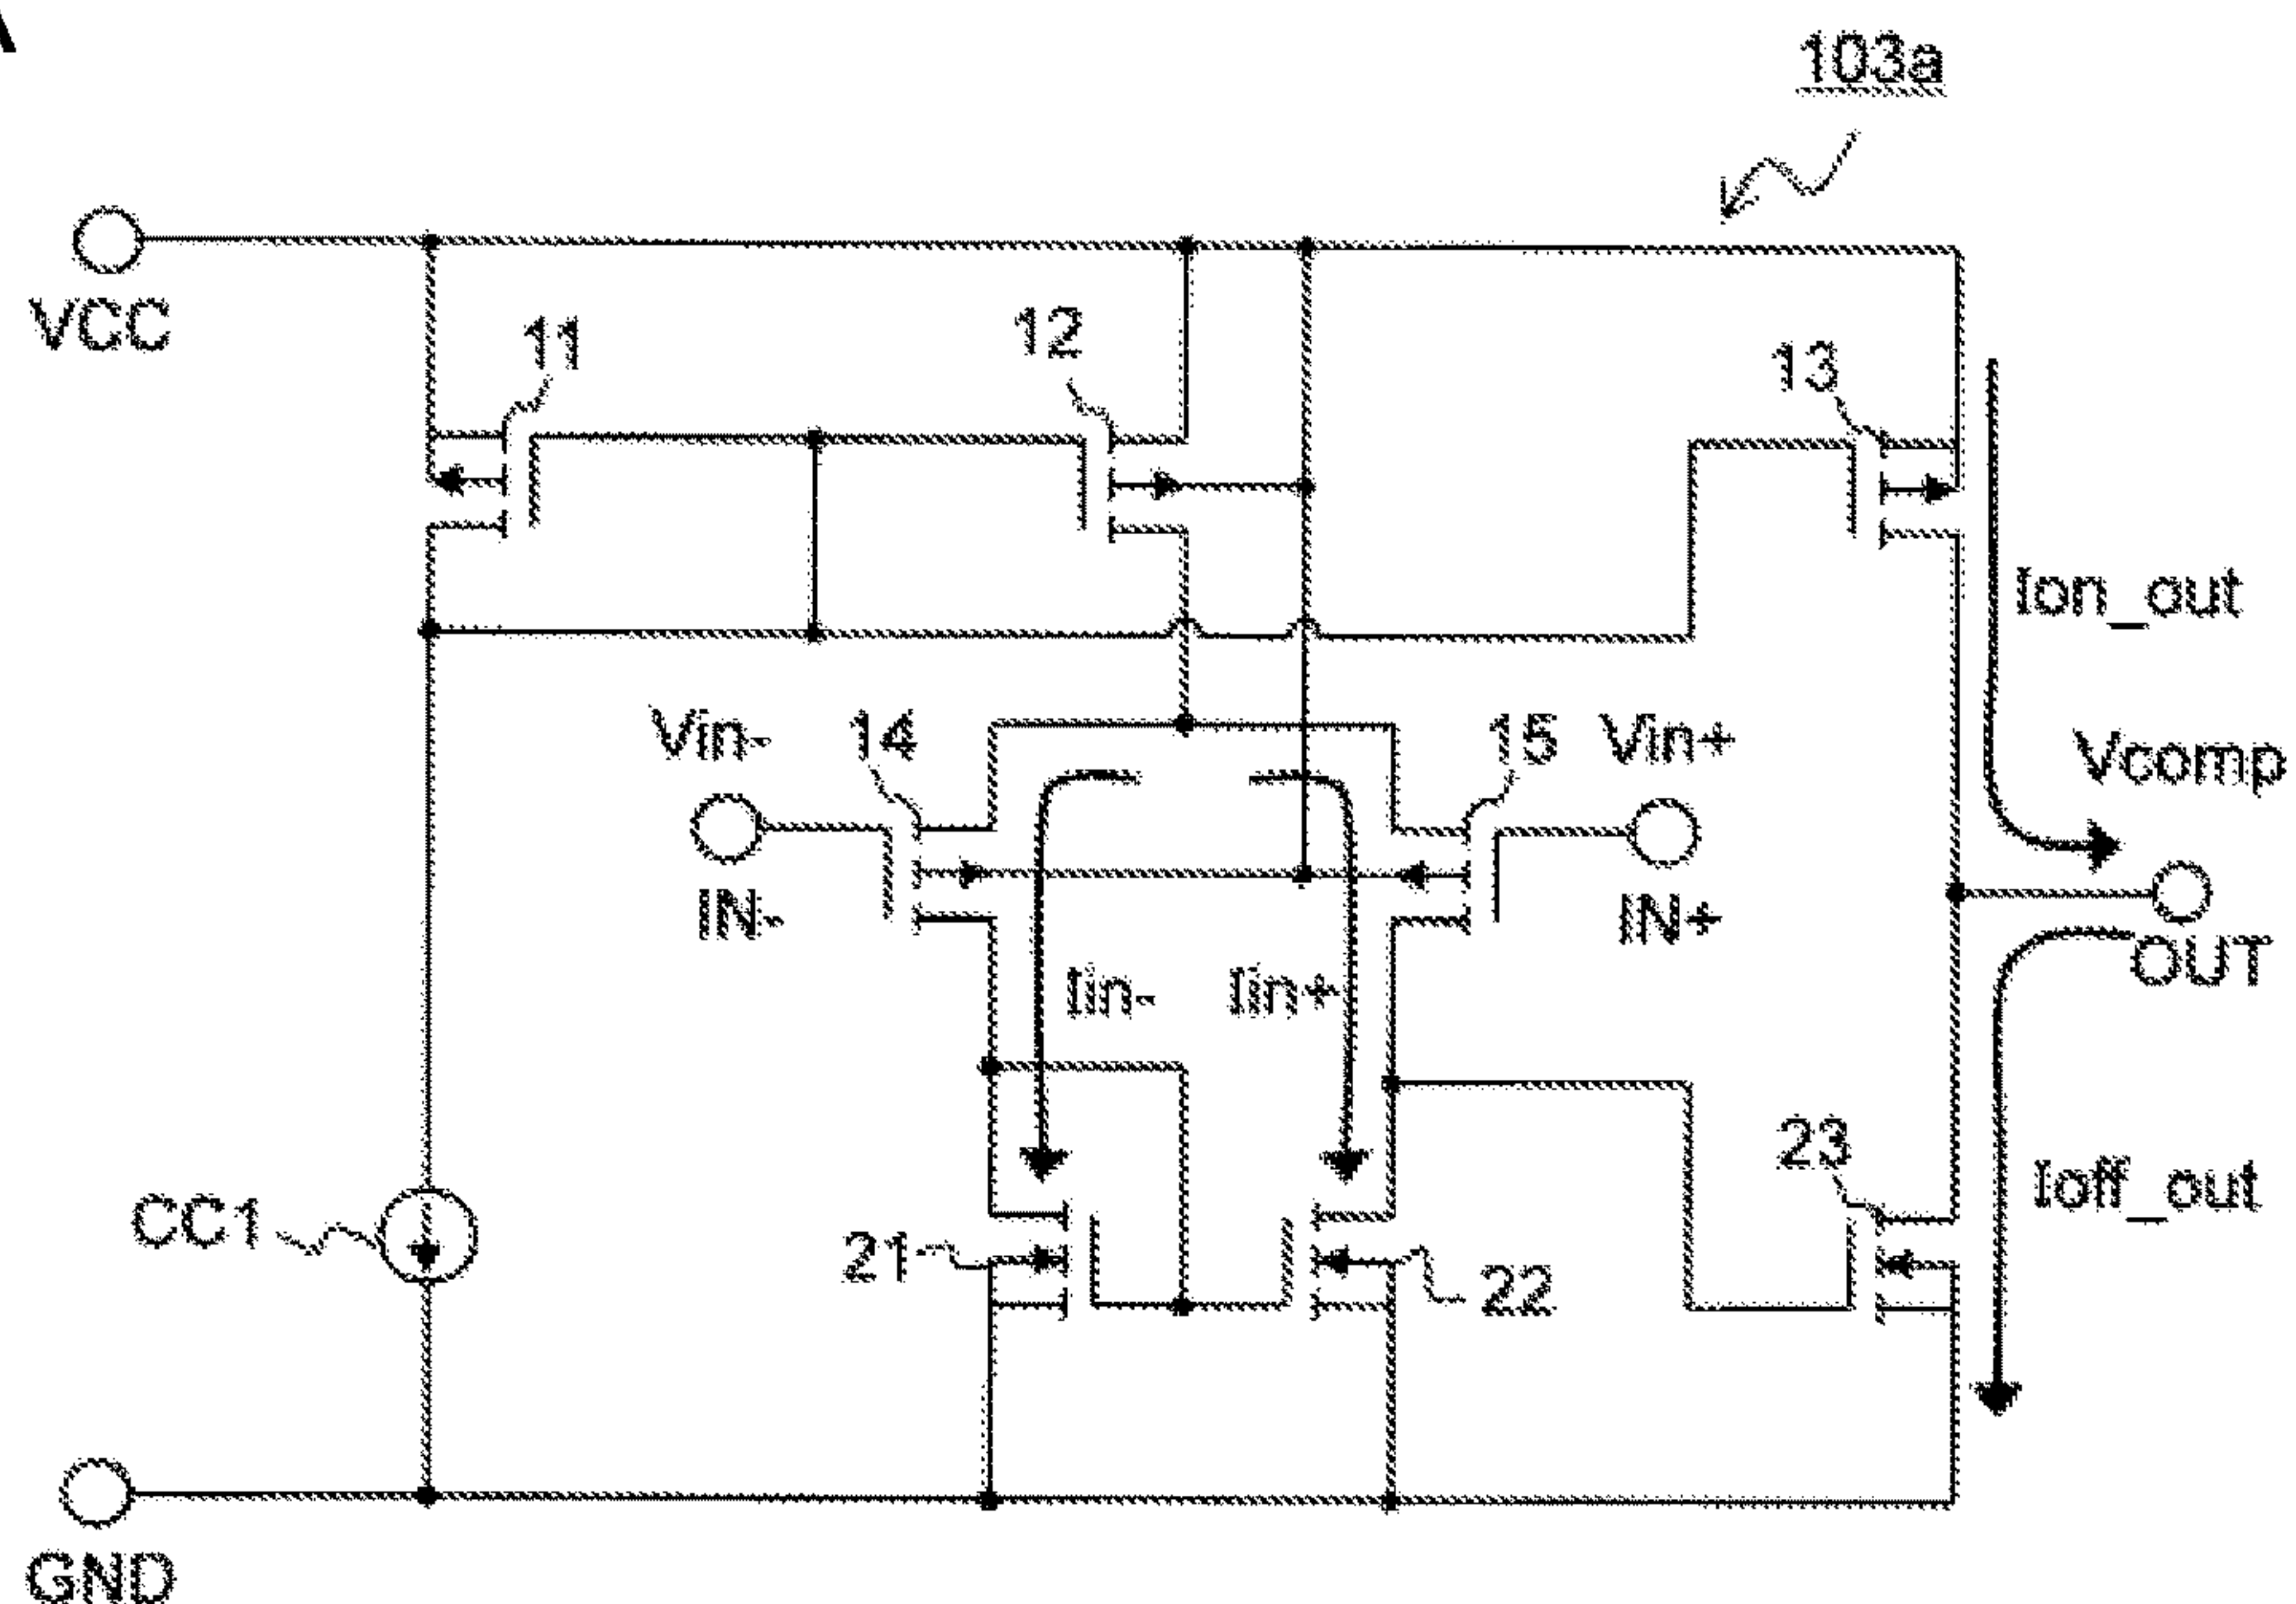 A
103a
VCC
11
12
13
Ion_out
Vin-
14
15
Vin+
Vcomp
IN-
IN+
OUT
Iin-
Iin+
23
CC1
21
22
Ioff_out
GND